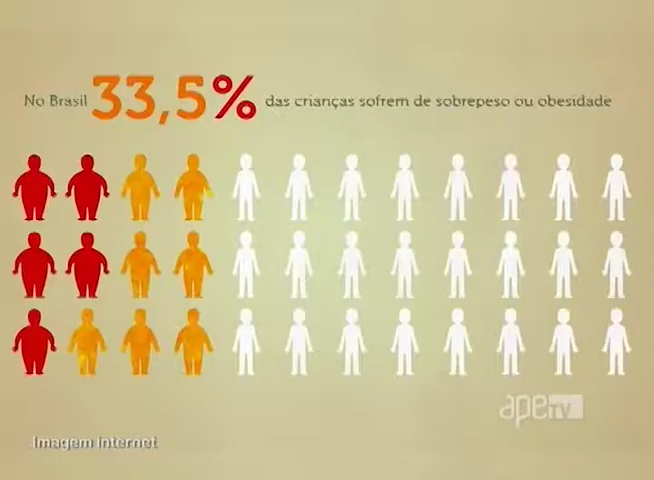 No Brasil 33,5% das crianças sofrem de sobrepeso ou obesidade
apeTV
Imagem internet